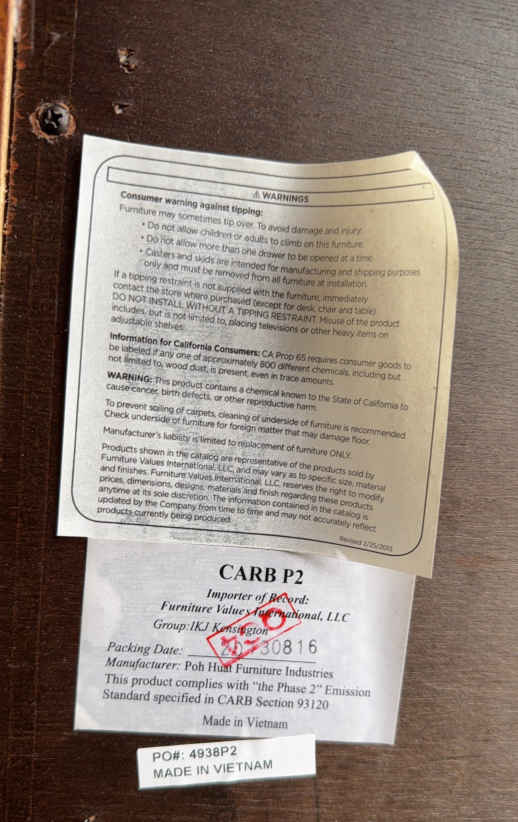 ⚠ WARNINGS
Consumer warning against tipping:
Furniture may sometimes tip over. To avoid damage and injury:
• Do not allow children or adults to climb on this furniture.
• Do not allow more than one drawer to be opened at a time.
• Casters and skids are intended for manufacturing and shipping purposes
only and must be removed from all furniture at installation.
If a tipping restraint is not supplied with the furniture, immediately
contact the store where purchased (except for desk, chair and table).
DO NOT INSTALL WITHOUT A TIPPING RESTRAINT. Misuse of the product
includes, but is not limited to, placing televisions or other heavy items on
adjustable shelves.
Information for California Consumers: CA Prop 65 requires consumer goods to
be labeled if any one of approximately 800 different chemicals, including but
not limited to, wood dust, is present, even in trace amounts.
WARNING: This product contains a chemical known to the State of California to
cause cancer, birth defects, or other reproductive harm.
To prevent soiling of carpets, cleaning of underside of furniture is recommended.
Check underside of furniture for foreign matter that may damage floor.
Manufacturer's liability is limited to replacement of furniture ONLY.
Products shown in the catalog are representative of the products sold by
Furniture Values International, LLC, and may vary as to specific size, material
and finishes. Furniture Values International, LLC, reserves the right to modify
prices, dimensions, designs, materials and finish regarding these products
anytime at its sole discretion. The information contained in the catalog is
updated by the Company from time to time and may not accurately reflect
products currently being produced.
Revised 2/25/2013
CARB P2
Importer of Record:
Furniture Values International, LLC
Group:IKJ Kensington
Packing Date: 20130816
Manufacturer: Poh Huat Furniture Industries
This product complies with "the Phase 2" Emission
Standard specified in CARB Section 93120
Made in Vietnam
PO#: 4938P2
MADE IN VIETNAM